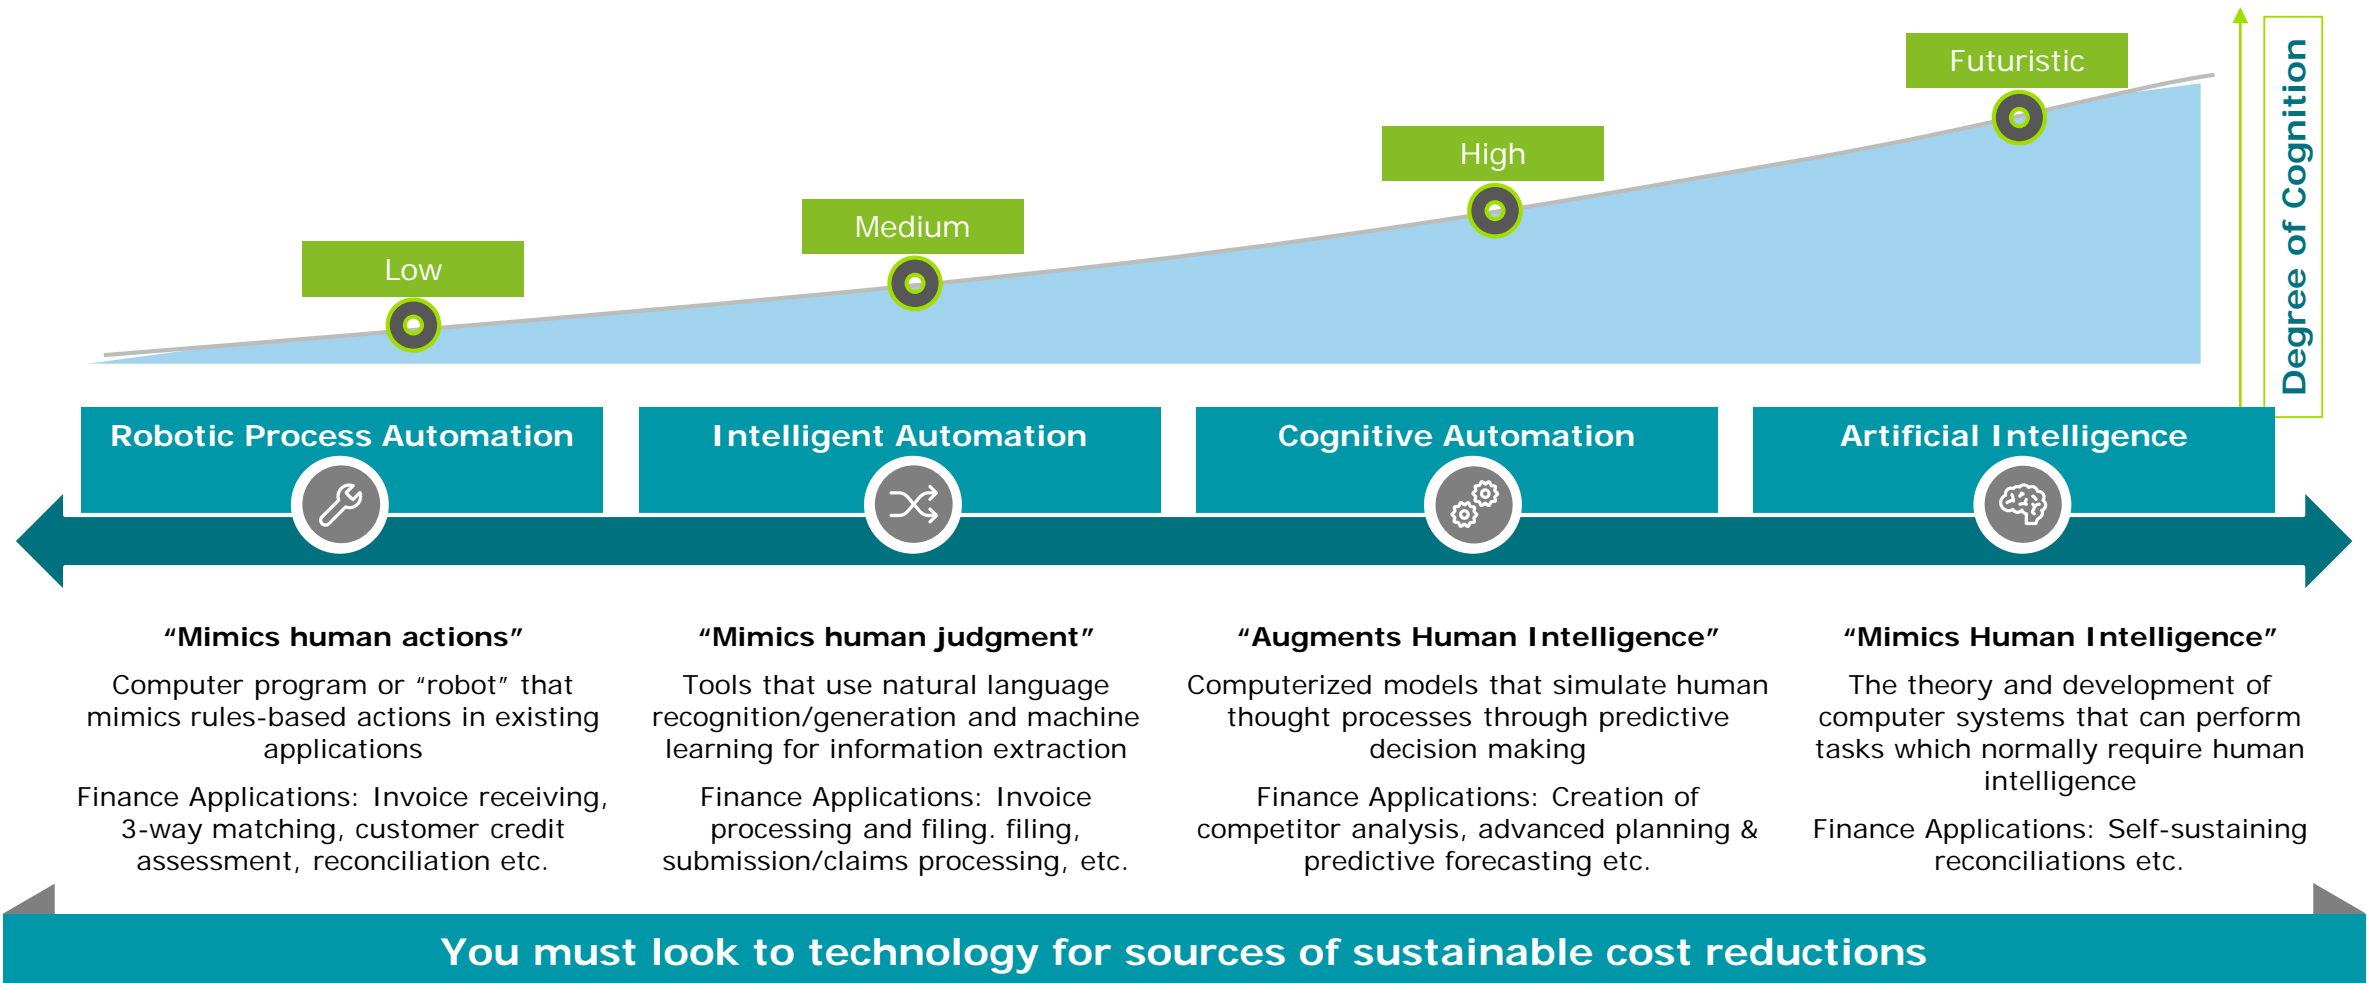 Futuristic
High
Medium
Low
Degree of Cognition
Robotic Process Automation
Intelligent Automation
Cognitive Automation
Artificial Intelligence
“Mimics human actions”
Computer program or “robot” that
mimics rules-based actions in existing
applications
Finance Applications: Invoice receiving,
3-way matching, customer credit
assessment, reconciliation etc.
“Mimics human judgment”
Tools that use natural language
recognition/generation and machine
learning for information extraction
Finance Applications: Invoice
processing and filing. filing,
submission/claims processing, etc.
“Augments Human Intelligence”
Computerized models that simulate human
thought processes through predictive
decision making
Finance Applications: Creation of
competitor analysis, advanced planning &
predictive forecasting etc.
“Mimics Human Intelligence”
The theory and development of
computer systems that can perform
tasks which normally require human
intelligence
Finance Applications: Self-sustaining
reconciliations etc.
You must look to technology for sources of sustainable cost reductions